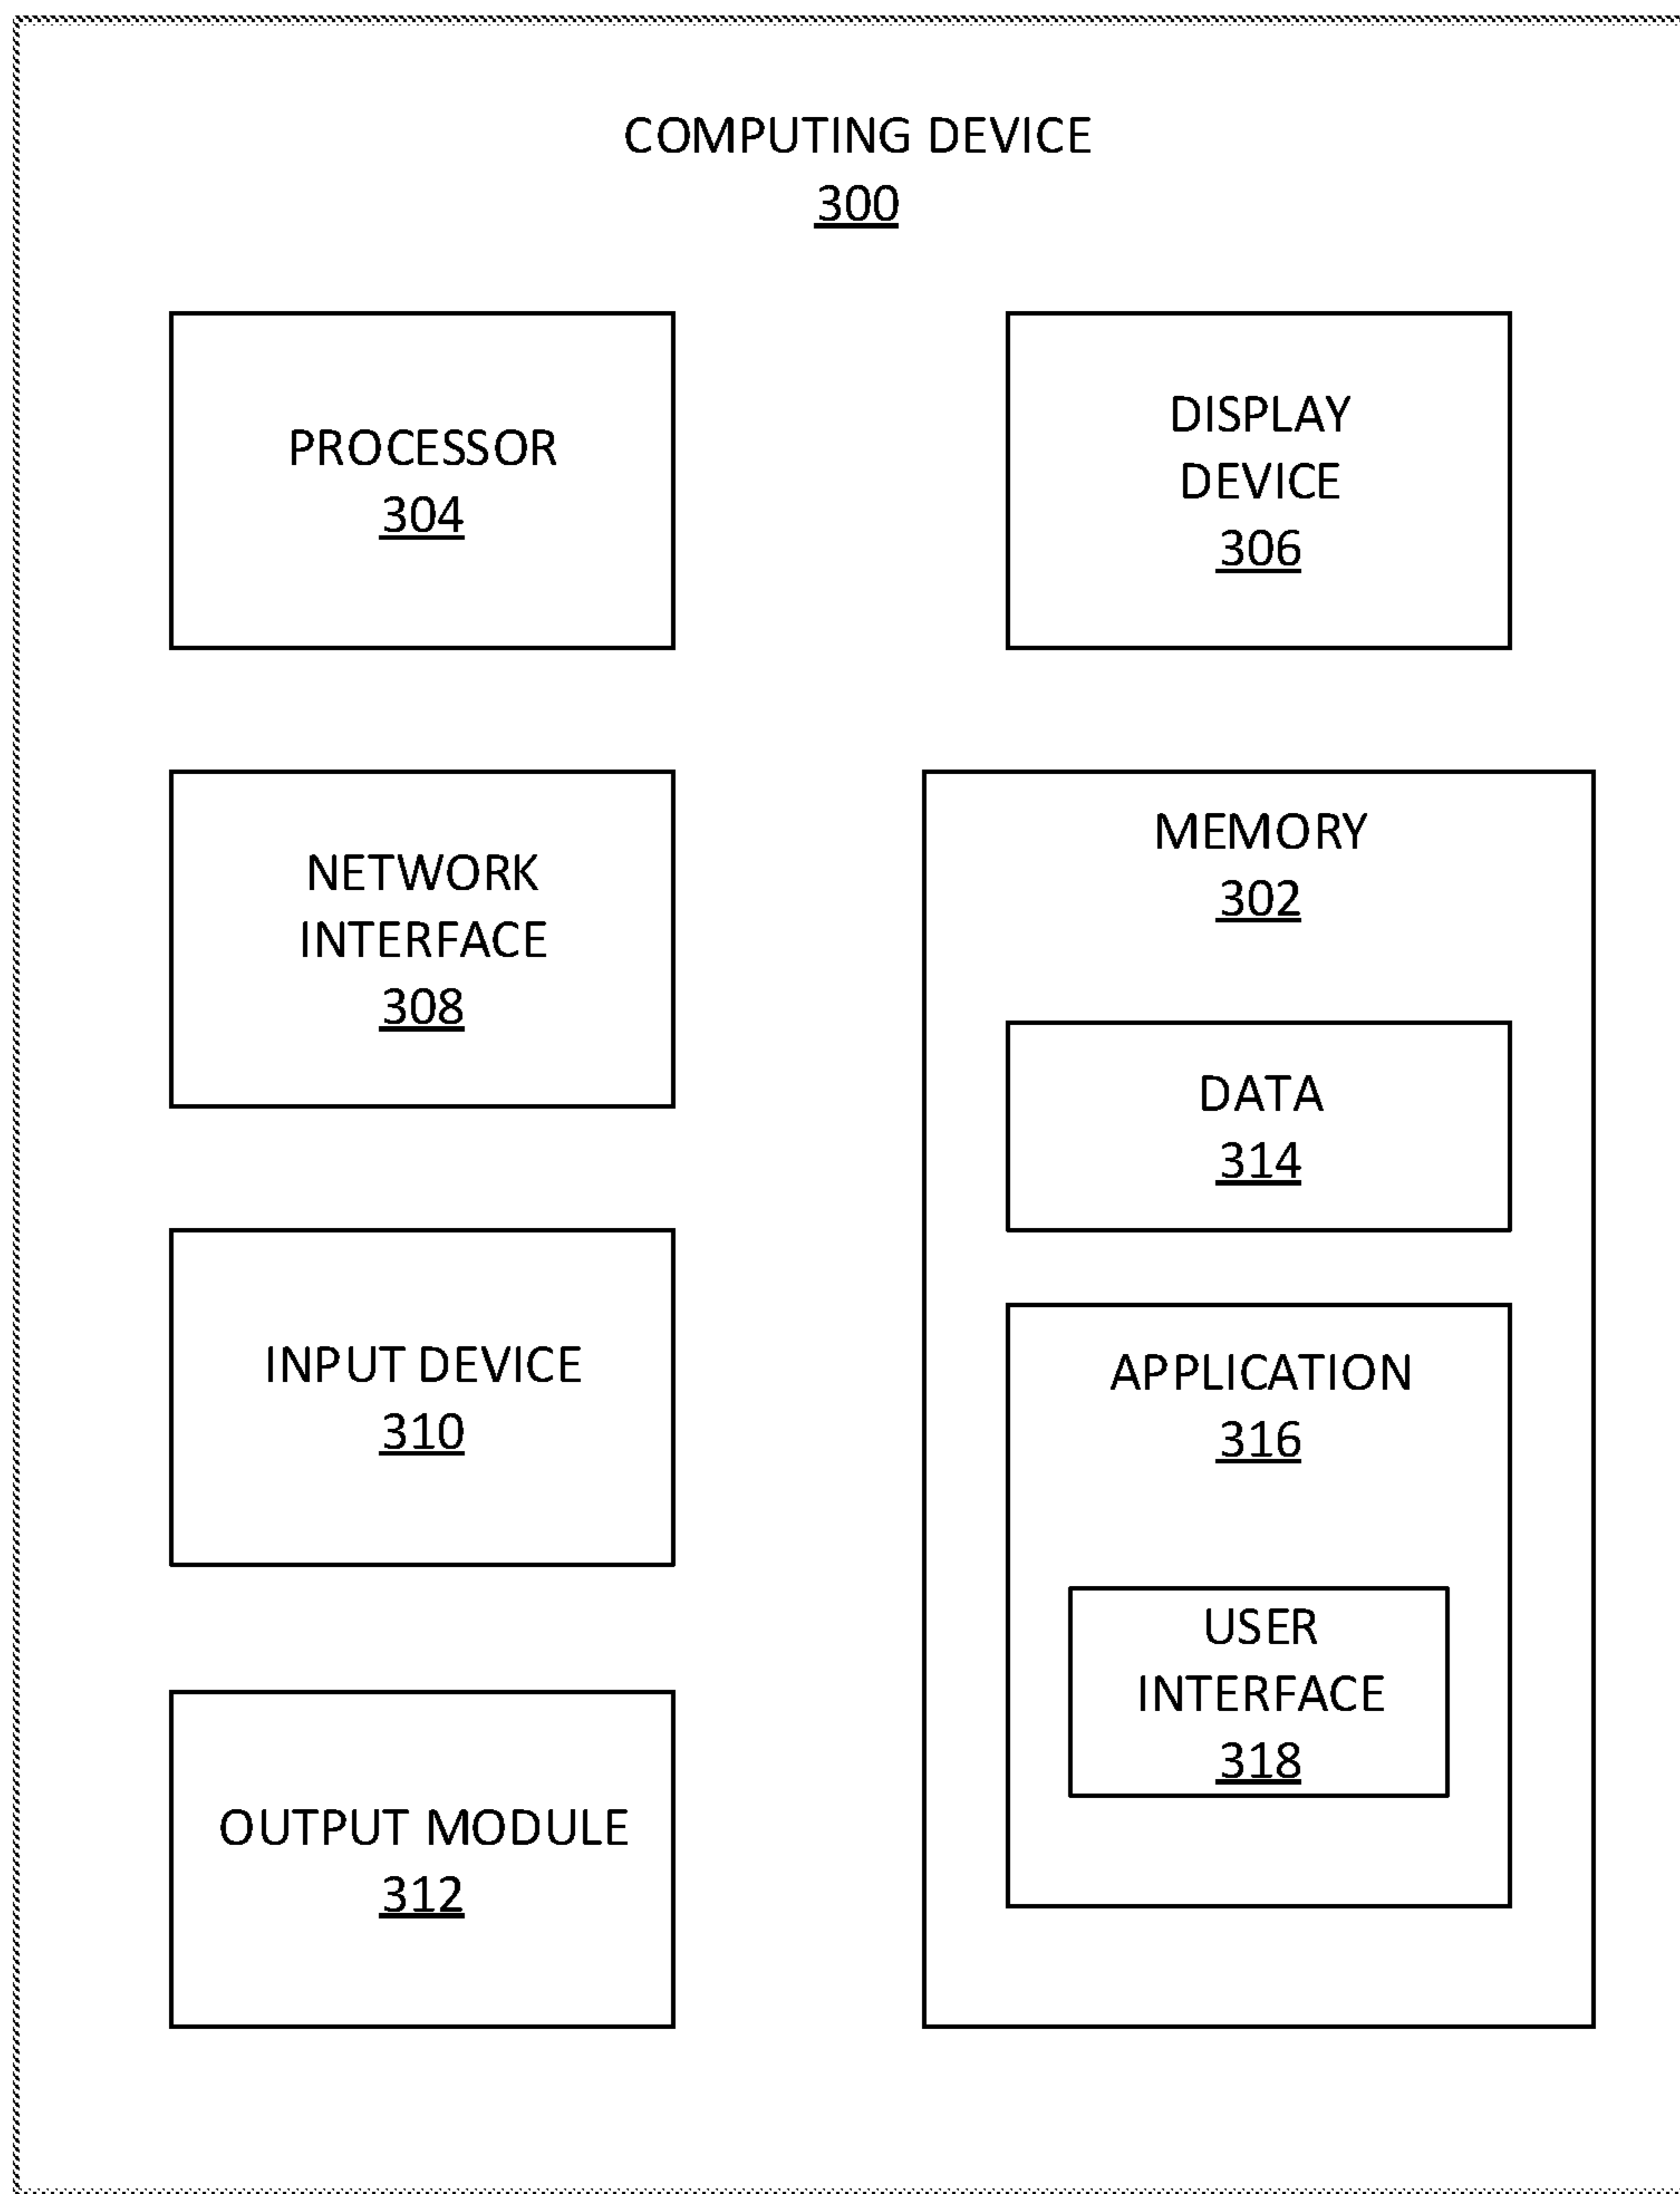 COMPUTING DEVICE
300
PROCESSOR
304
DISPLAY
DEVICE
306
NETWORK
INTERFACE
308
MEMORY
302
DATA
314
INPUT DEVICE
310
APPLICATION
316
USER
INTERFACE
318
OUTPUT MODULE
312